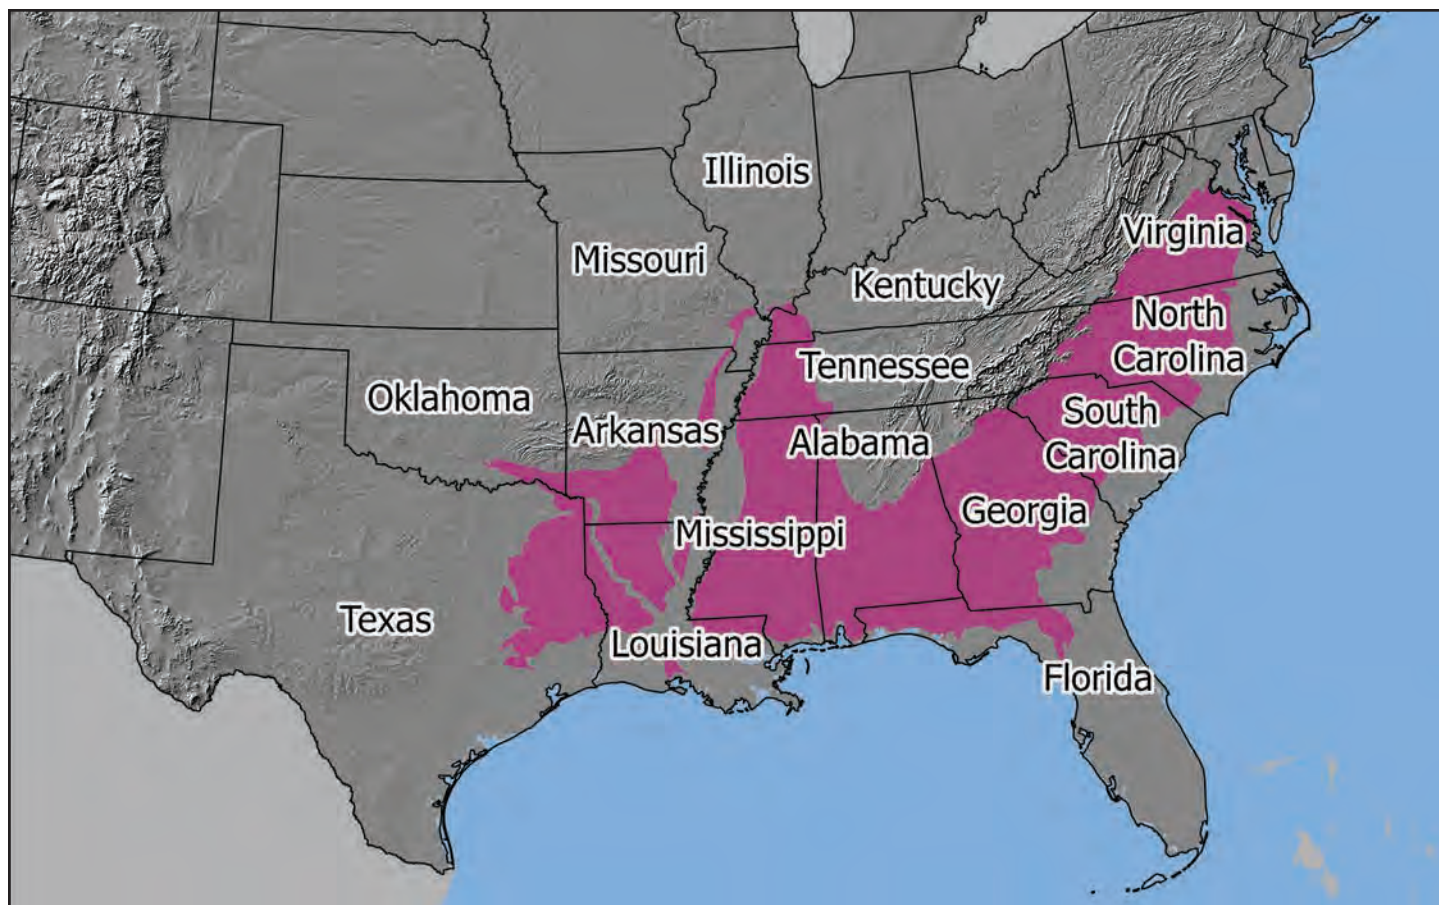 Illinois
Missouri
Virginia
Kentucky
North
Carolina
Tennessee
Oklahoma
Arkansas
Alabama
South
Carolina
Georgia
Mississippi
Texas
Louisiana
Florida